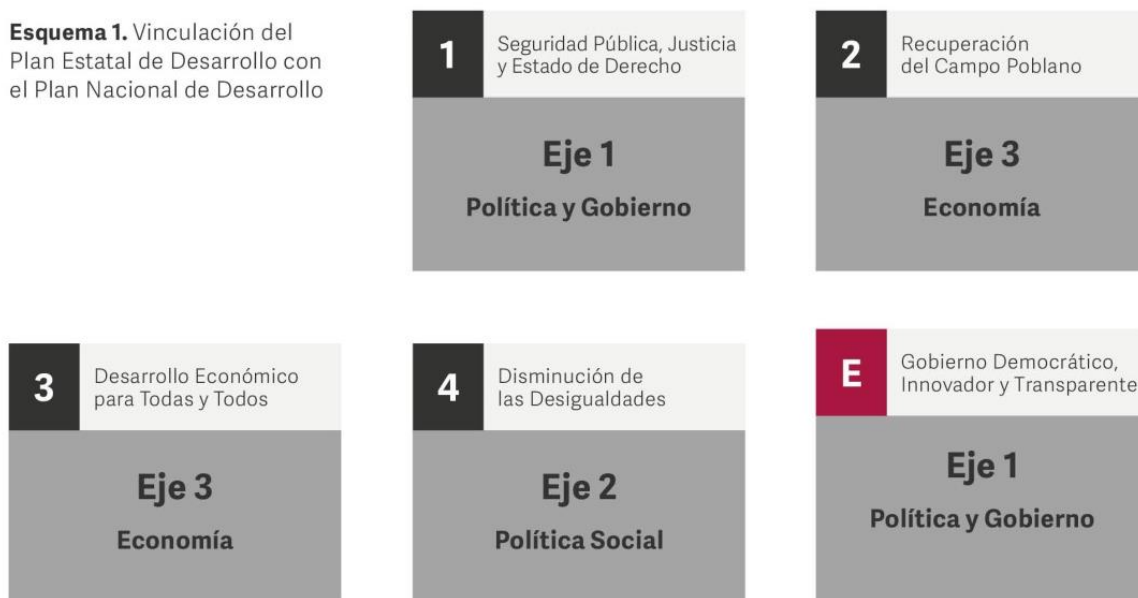 Esquema 1. Vinculación del
Plan Estatal de Desarrollo con
el Plan Nacional de Desarrollo
1
Seguridad Pública, Justicia
y Estado de Derecho
Eje 1
Política y Gobierno
2
Recuperación
del Campo Poblano
Eje 3
Economía
3
Desarrollo Económico
para Todas y Todos
Eje 3
Economía
4
Disminución de
las Desigualdades
Eje 2
Política Social
E
Gobierno Democrático,
Innovador y Transparente
Eje 1
Política y Gobierno